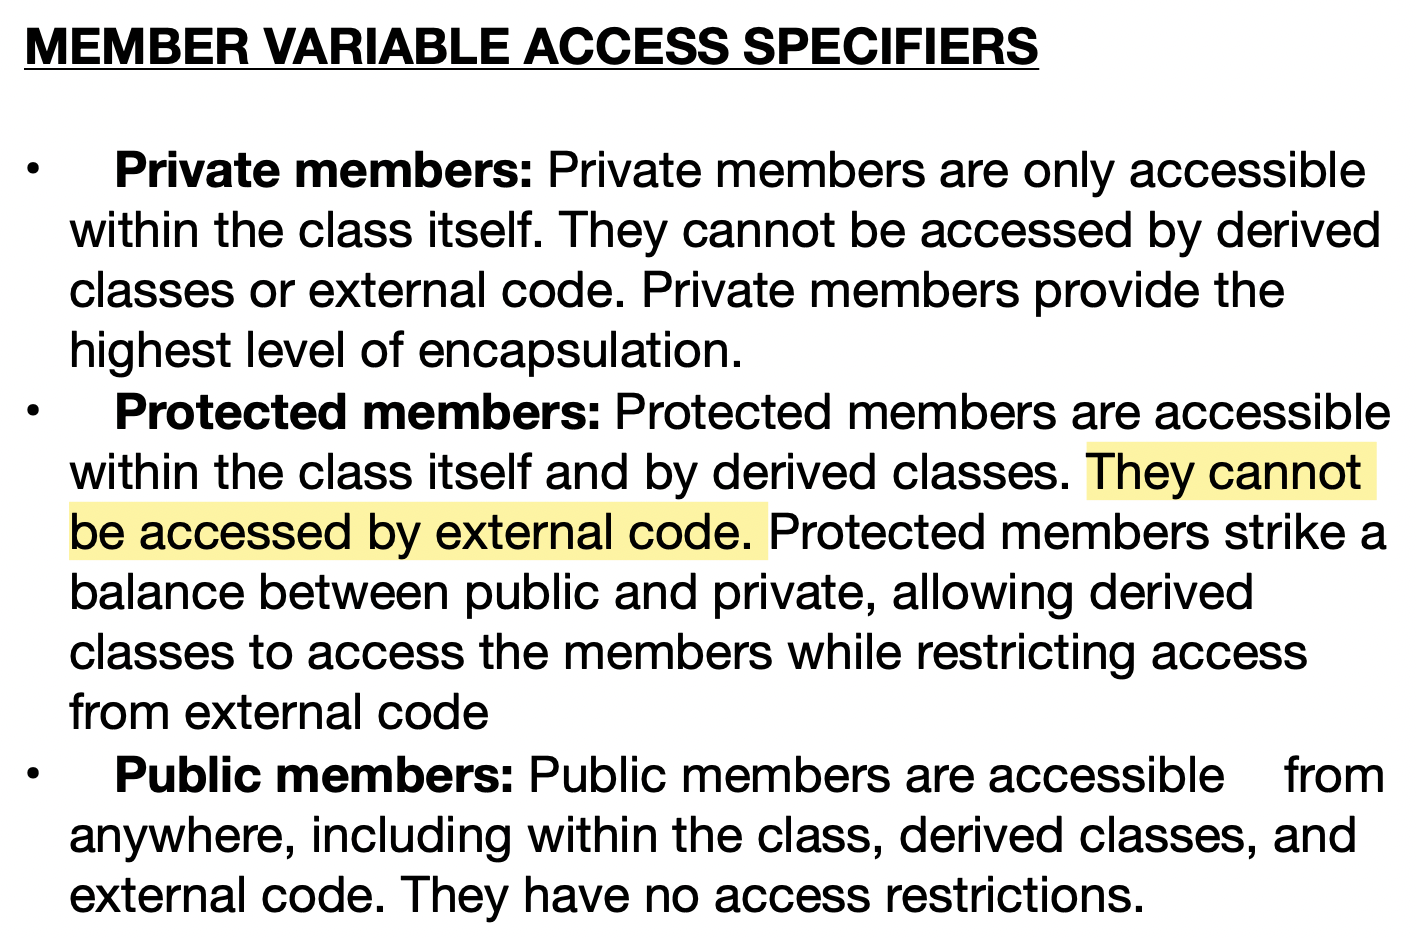 MEMBER VARIABLE ACCESS SPECIFIERS
• Private members: Private members are only accessible
within the class itself. They cannot be accessed by derived
classes or external code. Private members provide the
highest level of encapsulation.
• Protected members: Protected members are accessible
within the class itself and by derived classes. They cannot
be accessed by external code. Protected members strike a
balance between public and private, allowing derived
classes to access the members while restricting access
from external code
• Public members: Public members are accessible from
anywhere, including within the class, derived classes, and
external code. They have no access restrictions.